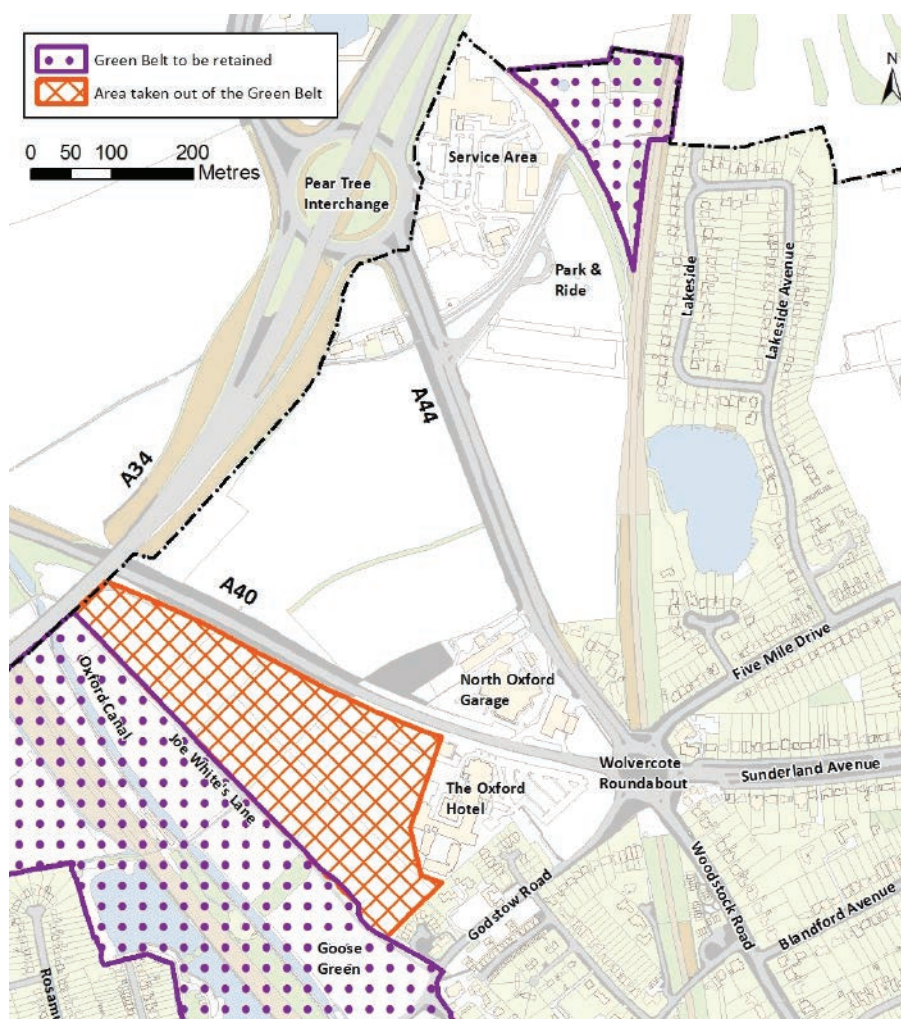 Green Belt to be retained
Area taken out of the Green Belt
N
0 50 100 200
Metres
Service Area
Pear Tree
Interchange
Park &
Ride
Lakeside
Lakeside Avenue
A44
A34
A40
Five Mile Drive
North Oxford
Garage
Oxford Canal
Joe White's Lane
Wolvercote
Roundabout
Sunderland Avenue
The Oxford
Hotel
Woodstock Road
Godstow Road
Blandford Avenue
Goose
Green
Rosam